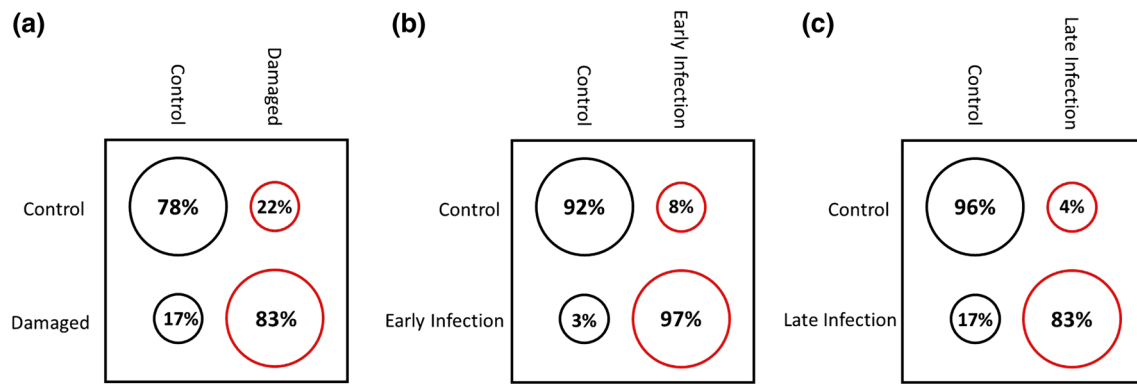 (a)
Control
Damaged
Control
78%
22%
Damaged
17%
83%
(b)
Control
Early Infection
Control
92%
8%
Early Infection
3%
97%
(c)
Control
Late Infection
Control
96%
4%
Late Infection
17%
83%